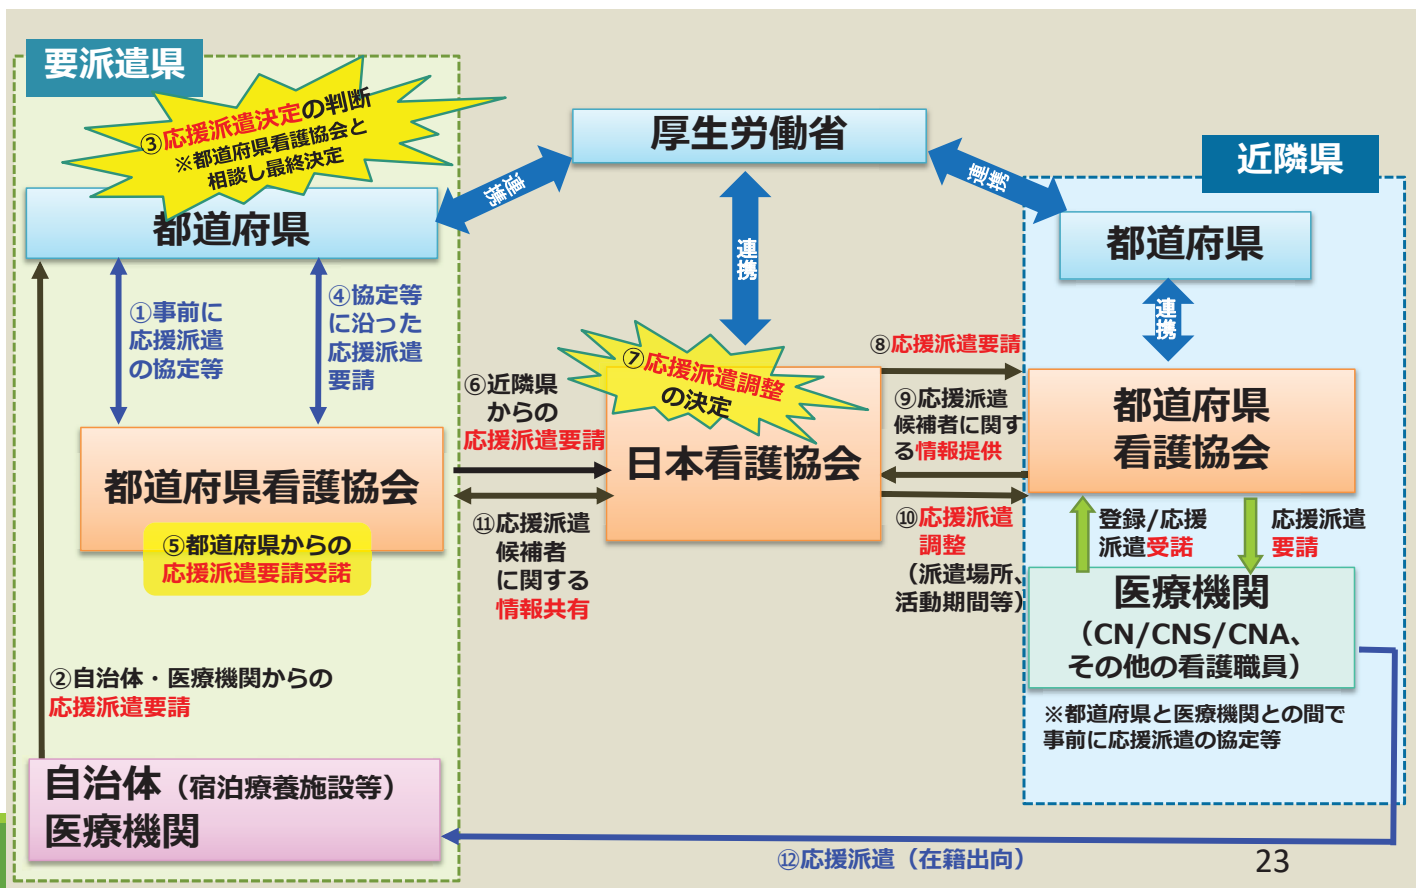 要派遣県
③応援派遣決定の判断
※都道府県看護協会と
相談し最終決定
都道府県
厚生労働省
近隣県
都道府県
連携
連携
連携
連携
①事前に
応援派遣
の協定等
④協定等
に沿った
応援派遣
要請
⑥近隣県
からの
応援派遣要請
⑦応援派遣調整
の決定
日本看護協会
⑧応援派遣要請
⑨応援派遣
候補者に関す
る情報提供
都道府県
看護協会
都道府県看護協会
⑤都道府県からの
応援派遣要請受諾
⑪応援派遣
候補者
に関する
情報共有
⑩応援派遣
調整
（派遣場所、
活動期間等）
登録/応援
派遣受諾
応援派遣
要請
医療機関
（CN/CNS/CNA、
その他の看護職員）
※都道府県と医療機関との間で
事前に応援派遣の協定等
②自治体・医療機関からの
応援派遣要請
自治体（宿泊療養施設等）
医療機関
⑫応援派遣（在籍出向）
23